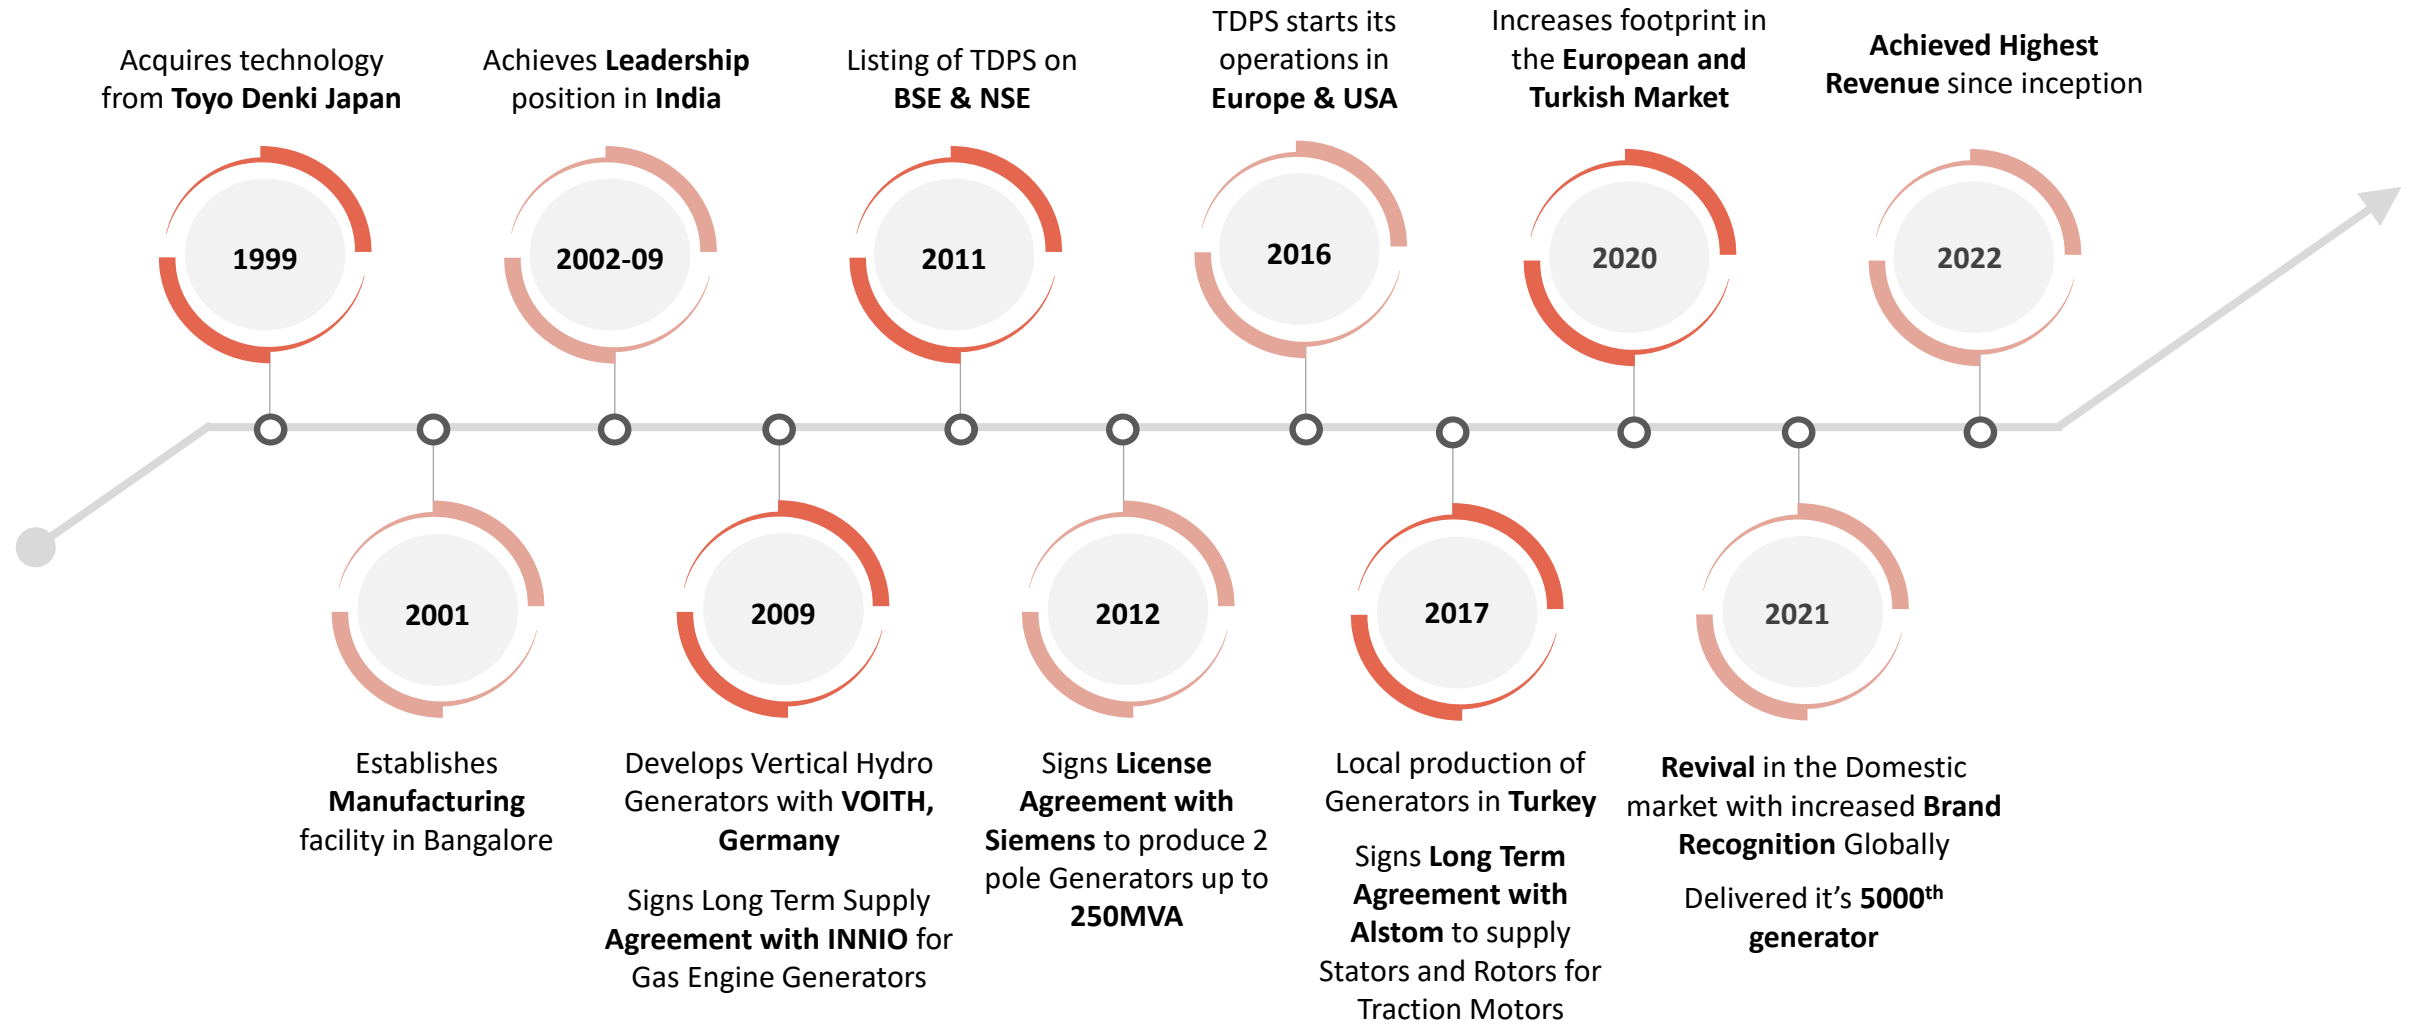 Acquires technology
from Toyo Denki Japan
1999
Establishes
Manufacturing
facility in Bangalore
2001
Achieves Leadership
position in India
2002-09
Develops Vertical Hydro
Generators with VOITH,
Germany
Signs Long Term Supply
Agreement with INNIO for
Gas Engine Generators
2009
Listing of TDPS on
BSE & NSE
2011
Signs License
Agreement with
Siemens to produce 2
pole Generators up to
250MVA
2012
TDPS starts its
operations in
Europe & USA
2016
Local production of
Generators in Turkey
Signs Long Term
Agreement with
Alstom to supply
Stators and Rotors for
Traction Motors
2017
Increases footprint in
the European and
Turkish Market
2020
Revival in the Domestic
market with increased Brand
Recognition Globally
Delivered it’s 5000th
generator
2021
Achieved Highest
Revenue since inception
2022